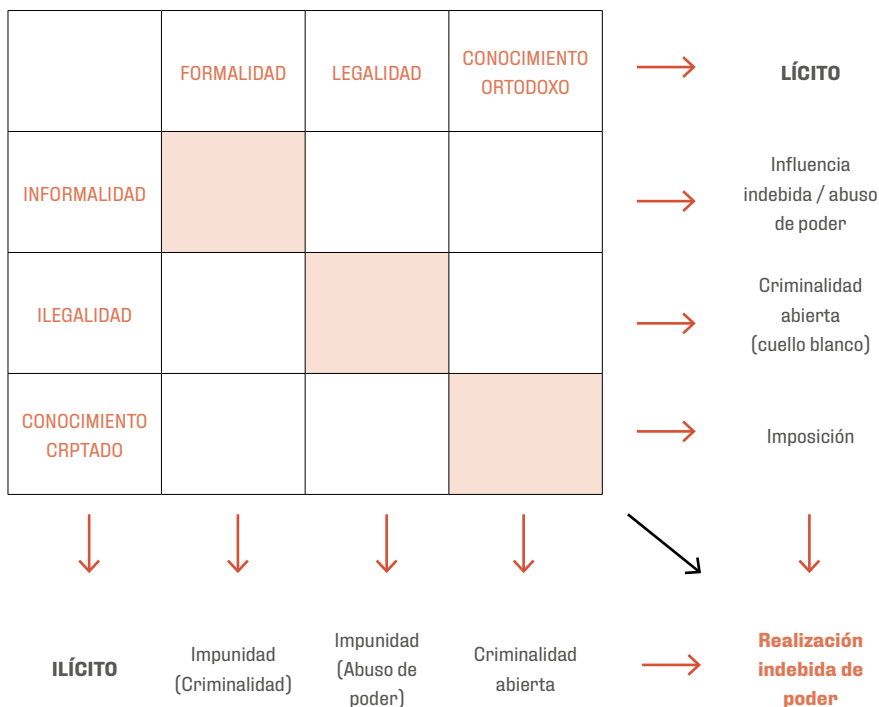 FORMALIDAD
LEGALIDAD
CONOCIMIENTO
ORTODOXO
LÍCITO
INFORMALIDAD
Influencia
indebida / abuso
de poder
ILEGALIDAD
Criminalidad
abierta
(cuello blanco)
CONOCIMIENTO
CRPTADO
Imposición
ILÍCITO
Impunidad
(Criminalidad)
Impunidad
(Abuso de
poder)
Criminalidad
abierta
Realización
indebida de
poder